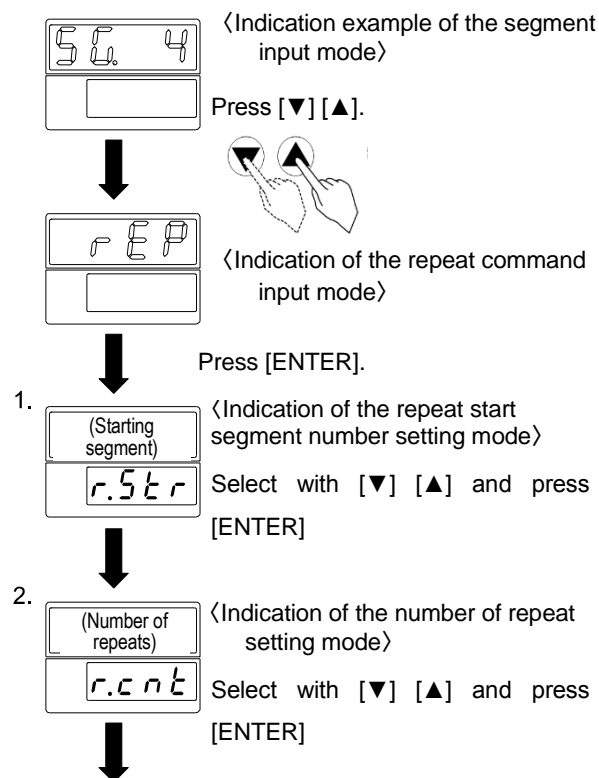 SG. 4
〈Indication example of the segment
input mode〉
Press [▼] [▲].
rEP
〈Indication of the repeat command
input mode〉
Press [ENTER].
1.
(Starting
segment)
r.Str
〈Indication of the repeat start
segment number setting mode〉
Select with [▼] [▲] and press
[ENTER]
2.
(Number of
repeats)
r.cnt
〈Indication of the number of repeat
setting mode〉
Select with [▼] [▲] and press
[ENTER]